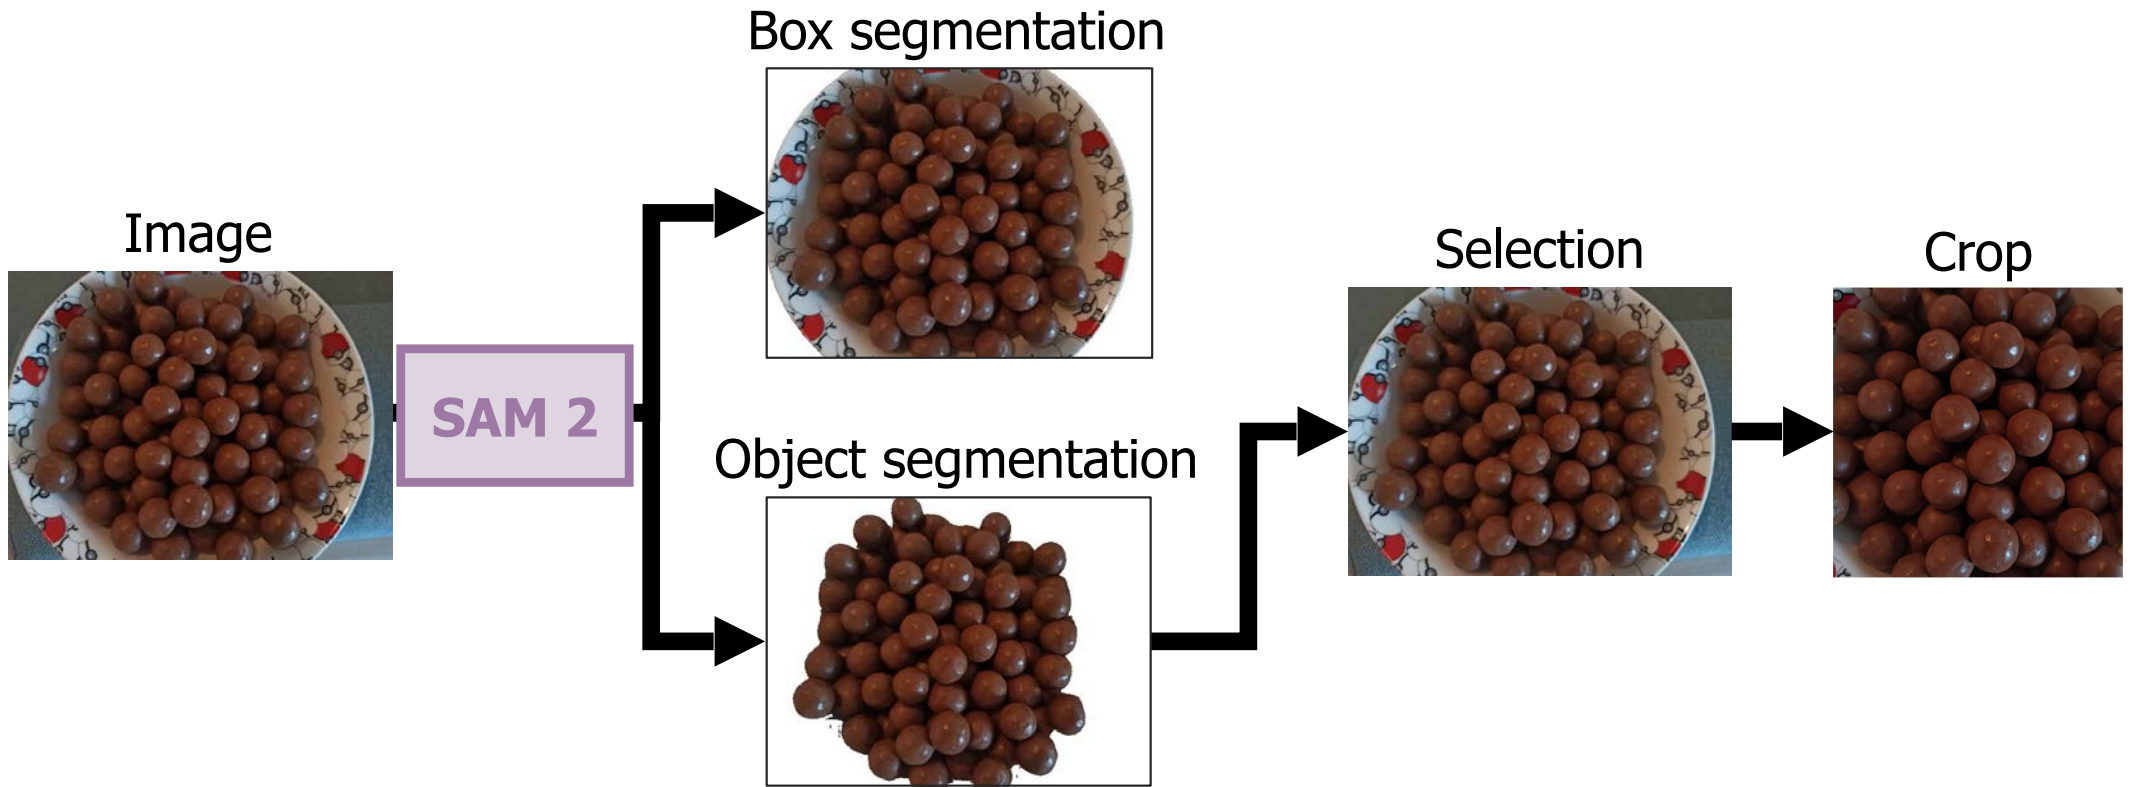 Image
SAM 2
Box segmentation
Object segmentation
Selection
Crop